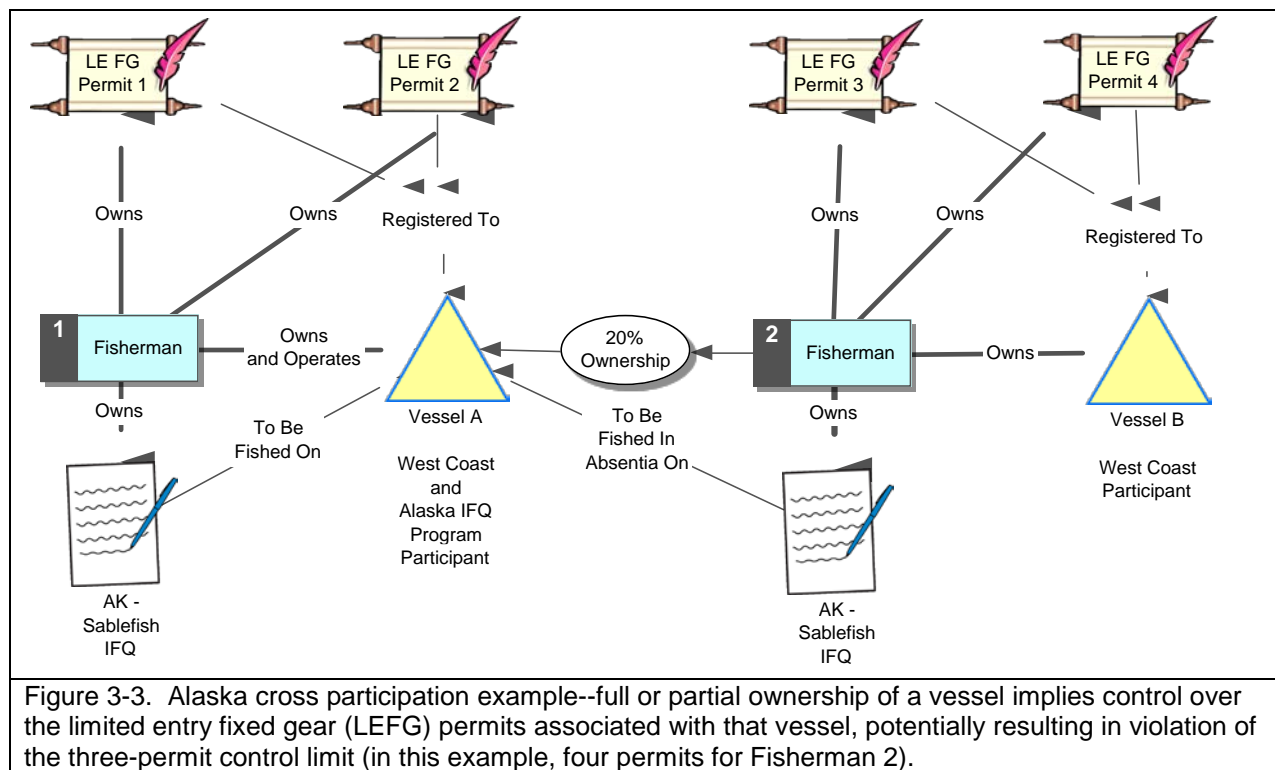 LE FG
Permit 1
LE FG
Permit 2
LE FG
Permit 3
LE FG
Permit 4
Owns
Owns
Registered To
Owns
Owns
Registered To
1
Fisherman
Owns
and Operates
20%
Ownership
2
Fisherman
Owns
Owns
To Be
Fished On
Vessel A
West Coast
and
Alaska IFQ
Program
Participant
To Be
Fished In
Absentia On
Owns
Vessel B
West Coast
Participant
AK -
Sablefish
IFQ
AK -
Sablefish
IFQ
Figure 3-3. Alaska cross participation example--full or partial ownership of a vessel implies control over
the limited entry fixed gear (LEFG) permits associated with that vessel, potentially resulting in violation of
the three-permit control limit (in this example, four permits for Fisherman 2).